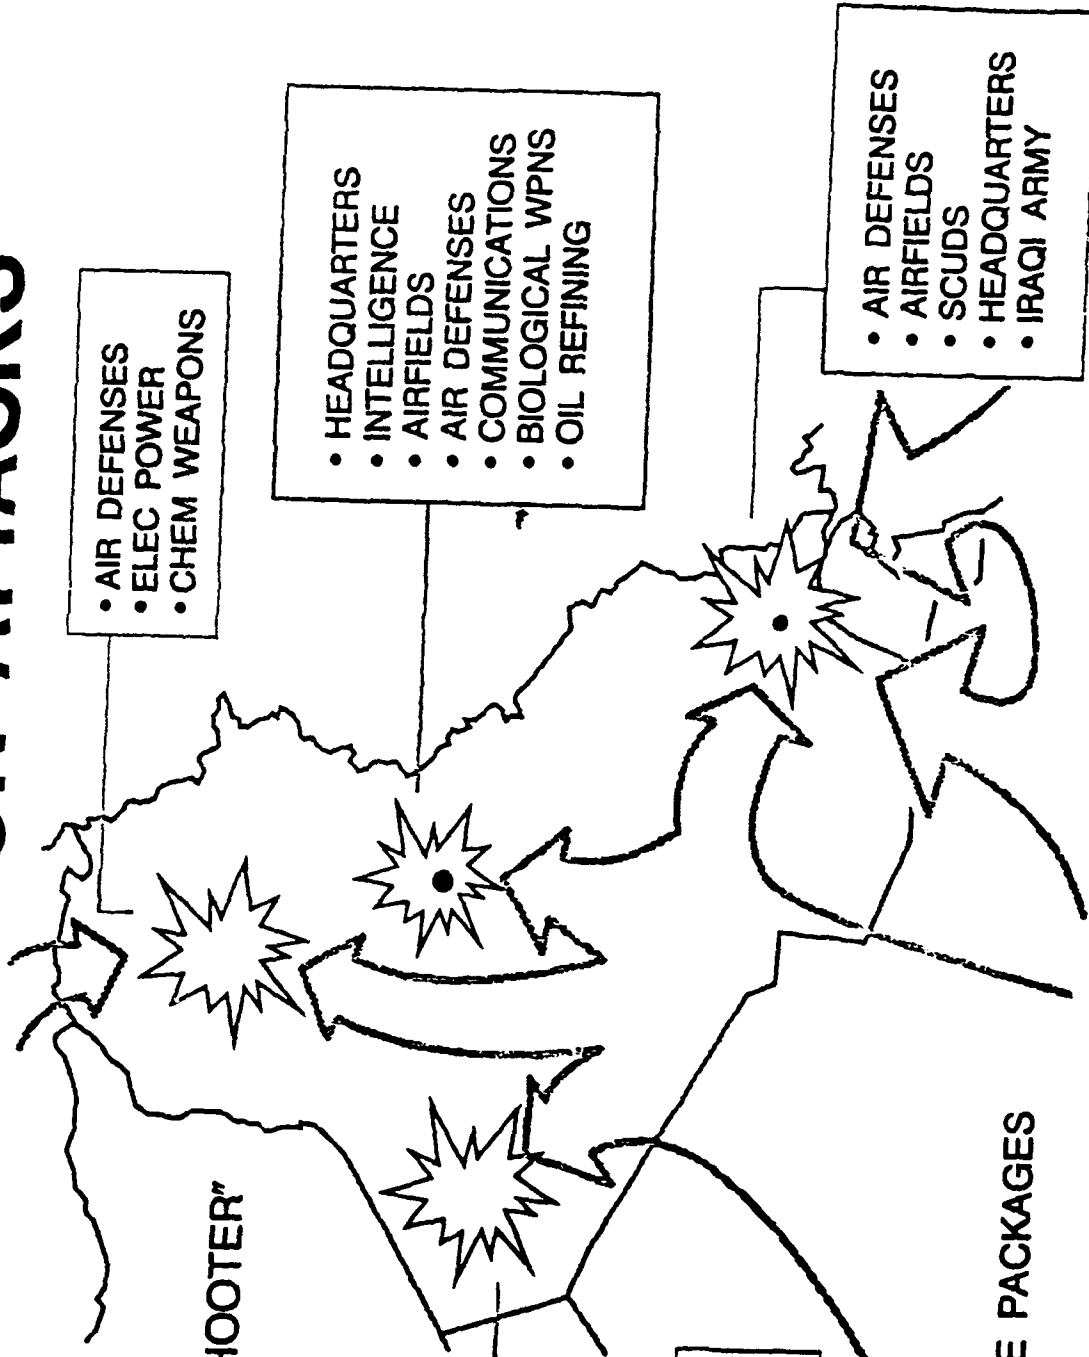 • AIR DEFENSES
• ELEC POWER
• CHEM WEAPONS
• HEADQUARTERS
• INTELLIGENCE
• AIRFIELDS
• AIR DEFENSES
• COMMUNICATIONS
• BIOLOGICAL WPNS
• OIL REFINING
• AIR DEFENSES
• AIRFIELDS
• SCUDS
• HEADQUARTERS
• IRAQI ARMY
PACKAGES